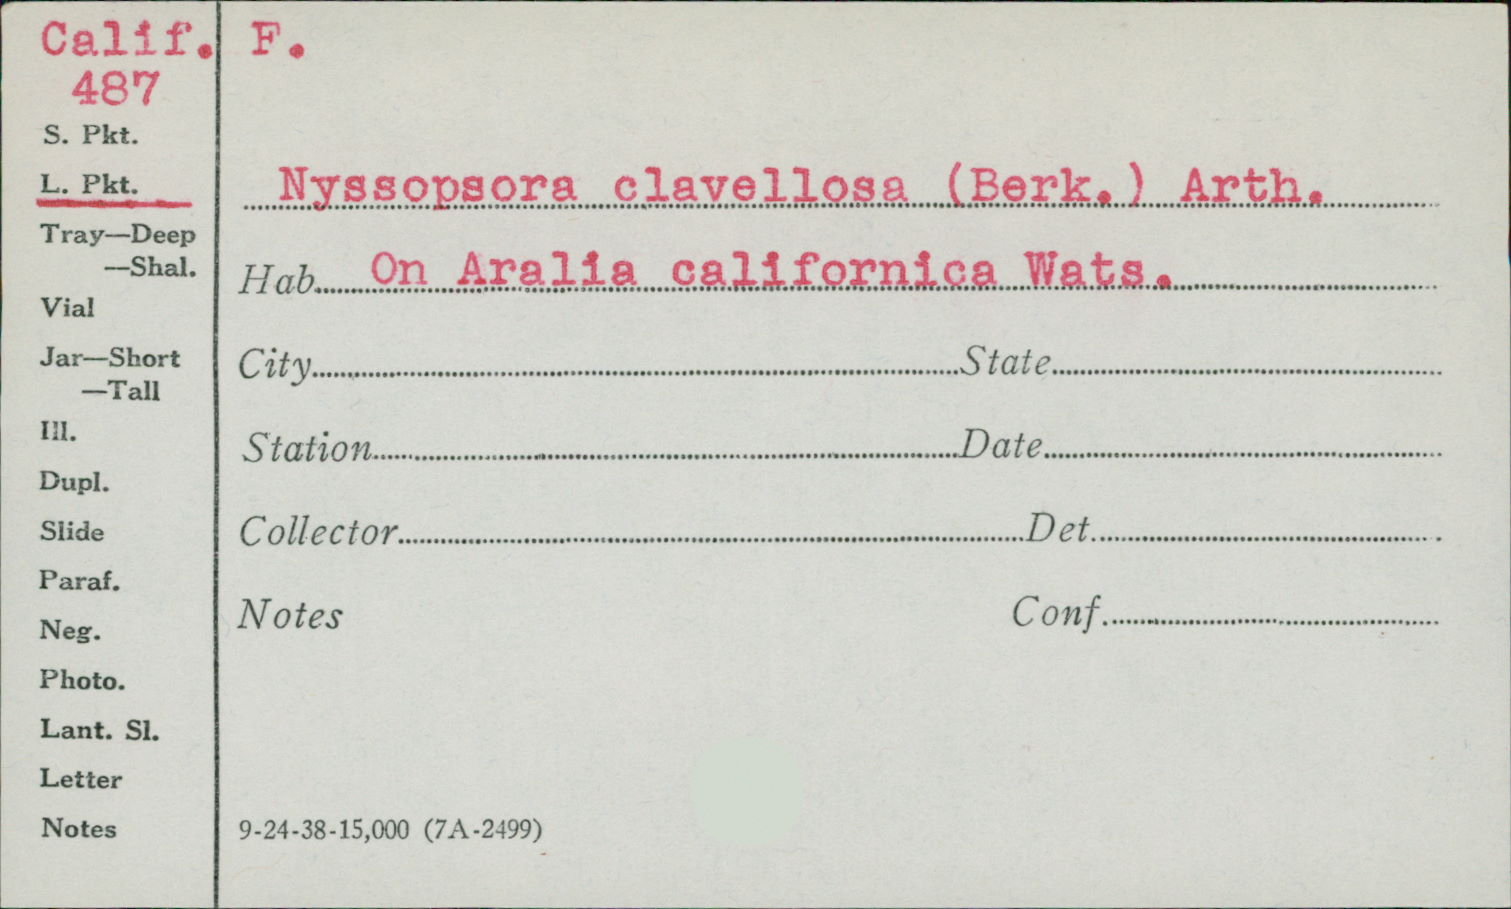 Calif.
487
S. Pkt.
L. Pkt.
Tray—Deep
—Shal.
Vial
Jar—Short
—Tall
Ill.
Dupl.
Slide
Paraf.
Neg.
Photo.
Lant. Sl.
Letter
Notes
F.
Nyssopsora clavellosa (Berk.) Arth.
Hab. On Aralia californica Wats.
City State
Station Date
Collector Det.
Notes Conf.
9-24-38-15,000 (7A-2499)